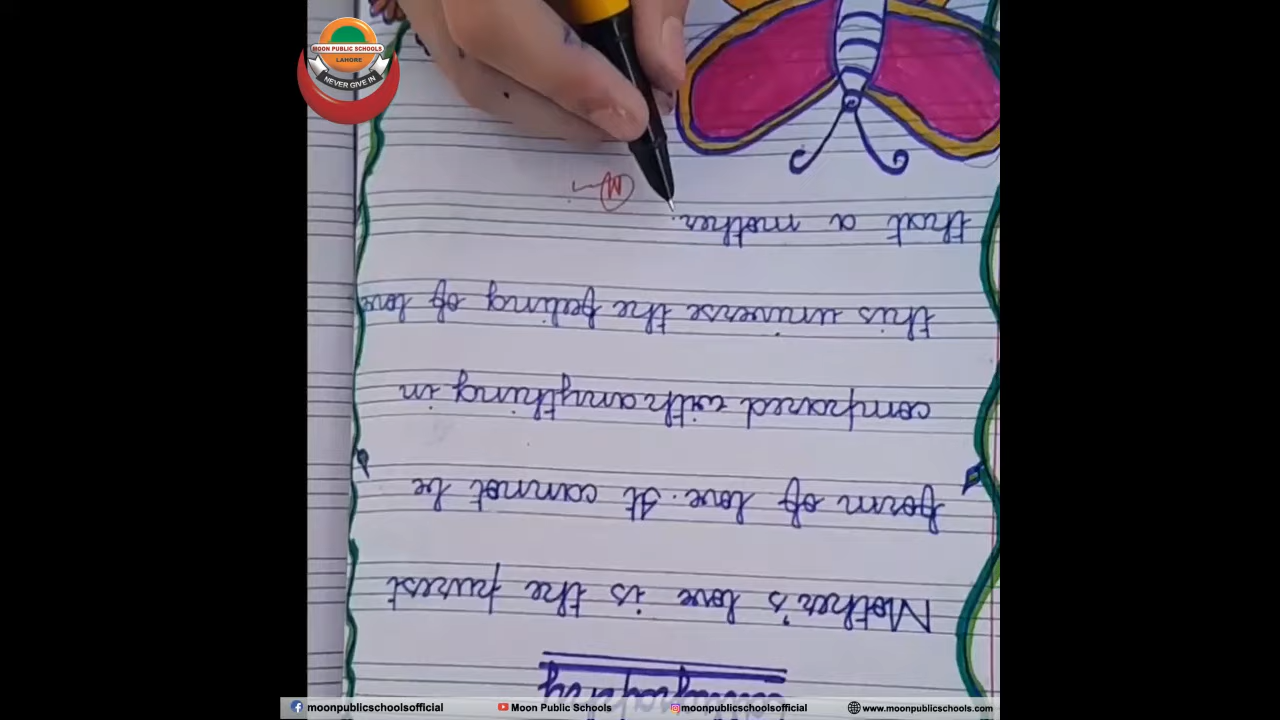 MOON PUBLIC SCHOOLS
LAHORE
NEVER GIVE IN
Mother's love is the purest
form of love. It cannot be
compared with anything in
this universe the feeling of love
that a mother.
moonpublicschoolsofficial
Moon Public Schools
moonpublicschoolsofficial
www.moonpublicschools.com